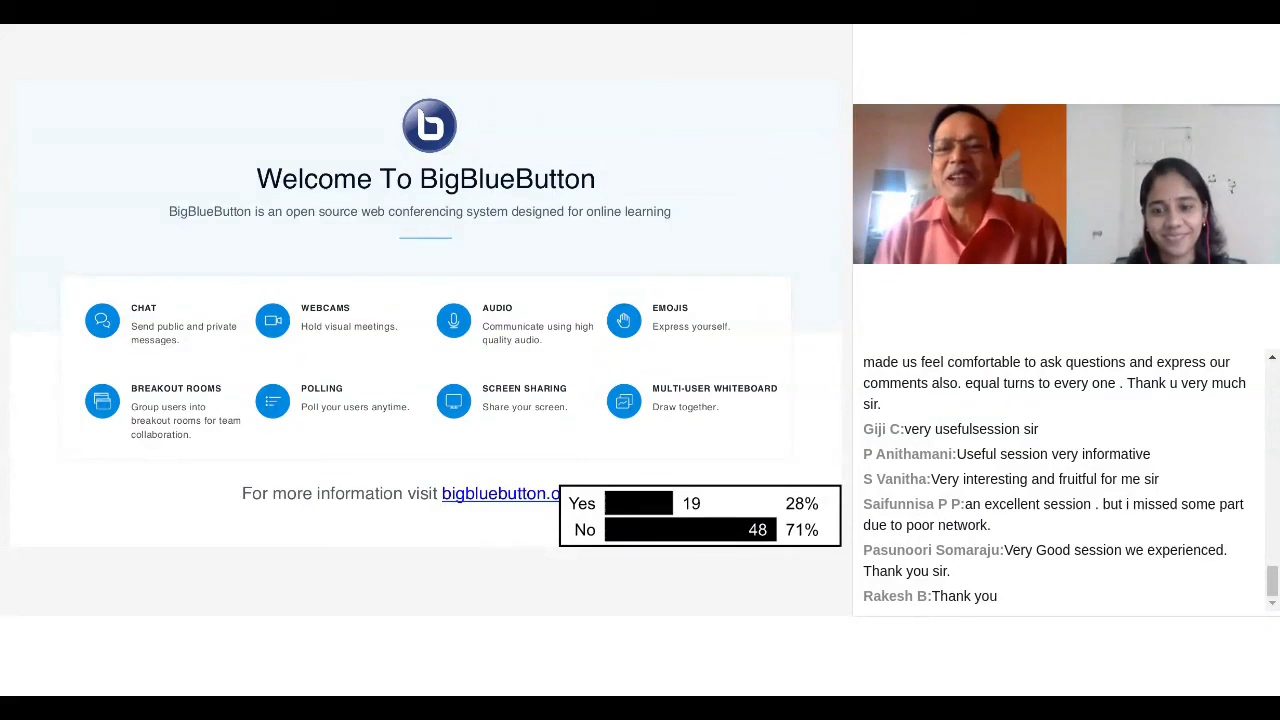 Welcome To BigBlueButton
BigBlueButton is an open source web conferencing system designed for online learning
CHAT
Send public and private
messages.
WEBCAMS
Hold visual meetings.
AUDIO
Communicate using high
quality audio.
EMOJIS
Express yourself.
BREAKOUT ROOMS
Group users into
breakout rooms for team
collaboration.
POLLING
Poll your users anytime.
SCREEN SHARING
Share your screen.
MULTI-USER WHITEBOARD
Draw together.
For more information visit bigbluebutton.o
Yes 19 28%
No 48 71%
made us feel comfortable to ask questions and express our
comments also. equal turns to every one . Thank u very much
sir.
Giji C:very usefulsession sir
P Anithamani:Useful session very informative
S Vanitha:Very interesting and fruitful for me sir
Saifunnisa P P:an excellent session . but i missed some part
due to poor network.
Pasunoori Somaraju:Very Good session we experienced.
Thank you sir.
Rakesh B:Thank you